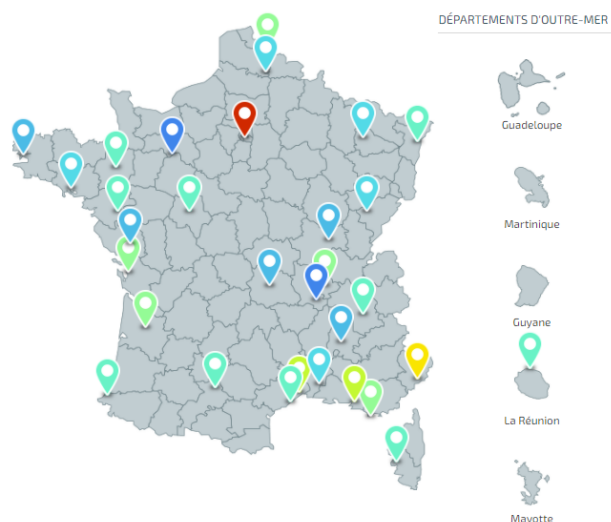 DÉPARTEMENTS D'OUTRE-MER
Guadeloupe
Martinique
Guyane
La Réunion
Mayotte